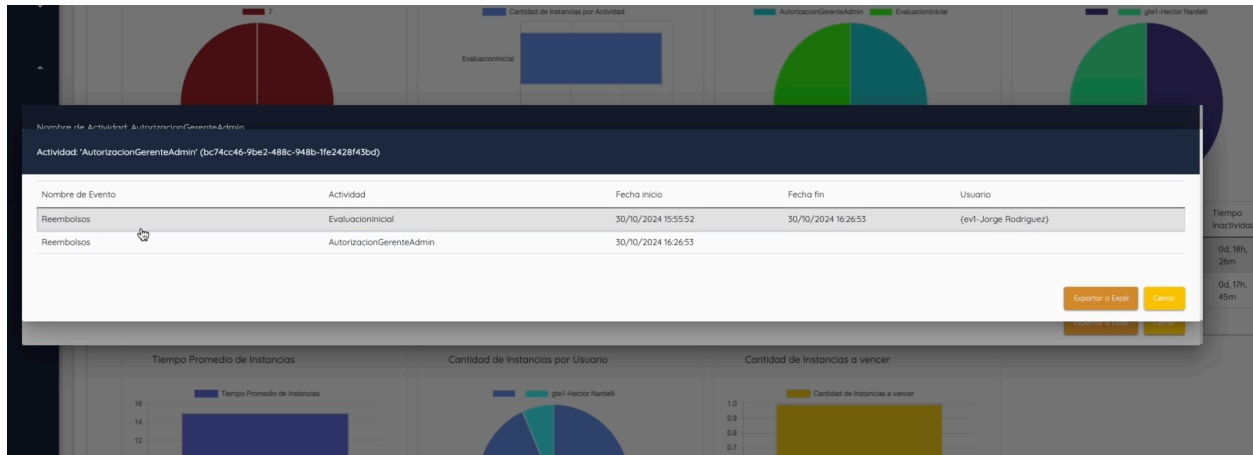 7
Cantidad de Instancias por Actividad
AutorizacionGerenteAdmin EvaluacionInicial
gte1-Hector Nardelli
EvaluacionInicial
Nombre de Actividad: AutorizacionGerenteAdmin
Actividad: 'AutorizacionGerenteAdmin' (bc74cc46-9be2-488c-948b-1fe2428f43bd)
Nombre de Evento Actividad Fecha inicio Fecha fin Usuario
Reembolsos EvaluacionInicial 30/10/2024 15:55:52 30/10/2024 16:26:53 {ev1-Jorge Rodriguez}
Reembolsos AutorizacionGerenteAdmin 30/10/2024 16:26:53
Tiempo
Inactividad
0d, 18h,
26m
0d, 17h,
45m
Exportar a Excel Cerrar
Exportar a Excel Cerrar
Tiempo Promedio de Instancias Cantidad de Instancias por Usuario Cantidad de Instancias a vencer
Tiempo Promedio de Instancias
gte1-Hector Nardelli
Cantidad de Instancias a vencer
16
14
12
1.0
0.9
0.8
0.7